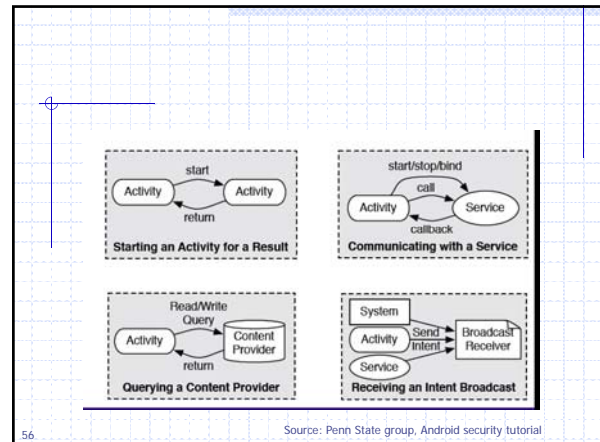 start
Activity
Activity
return
Starting an Activity for a Result
start/stop/bind
call
Activity
Service
callback
Communicating with a Service
Read/Write
Query
Activity
Content
Provider
return
Querying a Content Provider
System
Activity
Send
Intent
Service
Broadcast
Receiver
Receiving an Intent Broadcast
56
Source: Penn State group, Android security tutorial